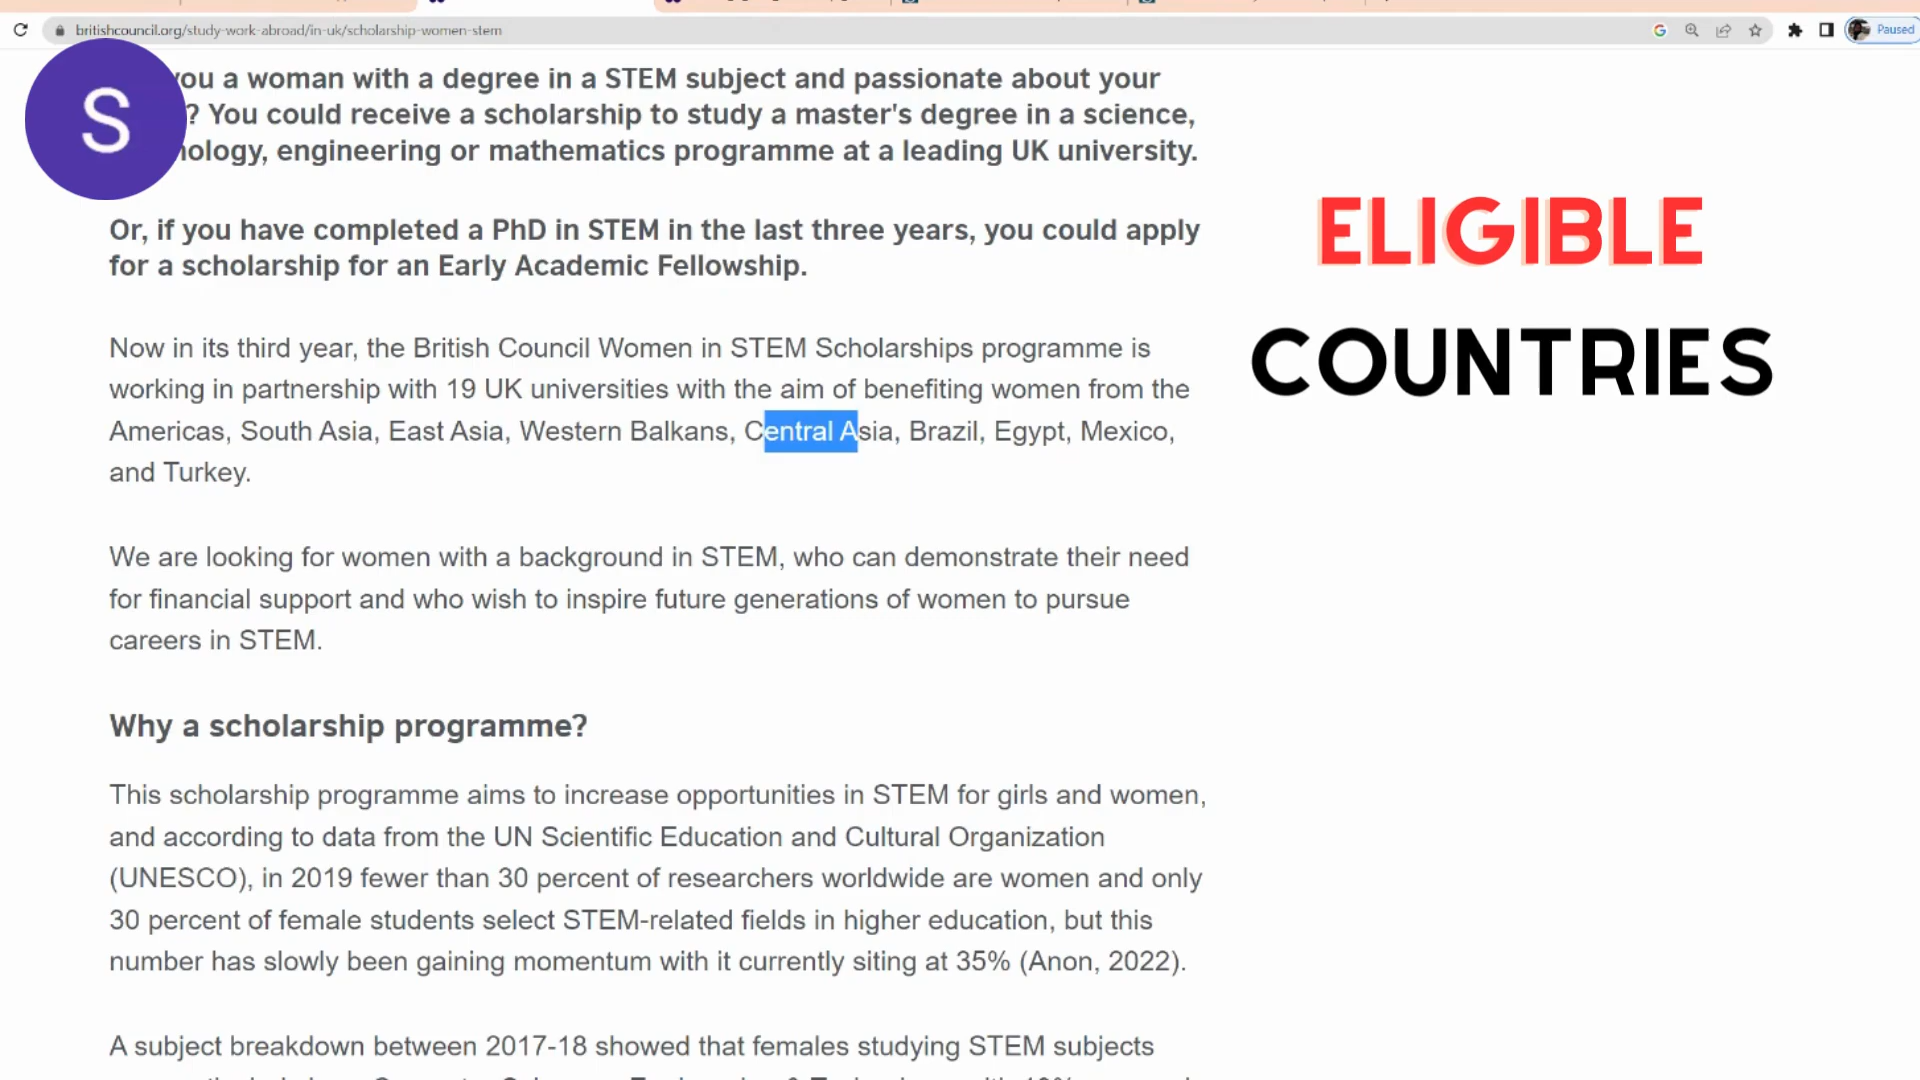 britishcouncil.org/study-work-abroad/in-uk/scholarship-women-stem
Paused
S
you a woman with a degree in a STEM subject and passionate about your
? You could receive a scholarship to study a master's degree in a science,
nology, engineering or mathematics programme at a leading UK university.
Or, if you have completed a PhD in STEM in the last three years, you could apply
for a scholarship for an Early Academic Fellowship.
ELIGIBLE
COUNTRIES
Now in its third year, the British Council Women in STEM Scholarships programme is
working in partnership with 19 UK universities with the aim of benefiting women from the
Americas, South Asia, East Asia, Western Balkans, Central Asia, Brazil, Egypt, Mexico,
and Turkey.
We are looking for women with a background in STEM, who can demonstrate their need
for financial support and who wish to inspire future generations of women to pursue
careers in STEM.
Why a scholarship programme?
This scholarship programme aims to increase opportunities in STEM for girls and women,
and according to data from the UN Scientific Education and Cultural Organization
(UNESCO), in 2019 fewer than 30 percent of researchers worldwide are women and only
30 percent of female students select STEM-related fields in higher education, but this
number has slowly been gaining momentum with it currently siting at 35% (Anon, 2022).
A subject breakdown between 2017-18 showed that females studying STEM subjects